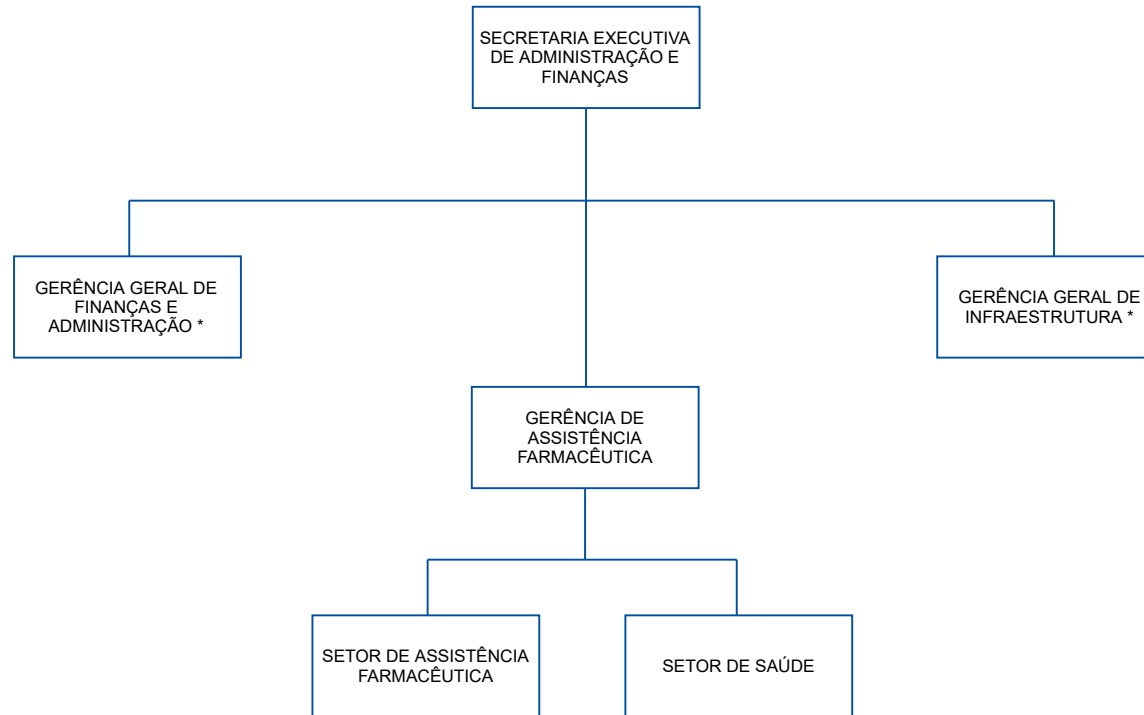 SECRETARIA EXECUTIVA
DE ADMINISTRAÇÃO E
FINANÇAS
GERÊNCIA GERAL DE
FINANÇAS E
ADMINISTRAÇÃO *
GERÊNCIA GERAL DE
INFRAESTRUTURA *
GERÊNCIA DE
ASSISTÊNCIA
FARMACÊUTICA
SETOR DE ASSISTÊNCIA
FARMACÊUTICA
SETOR DE SAÚDE